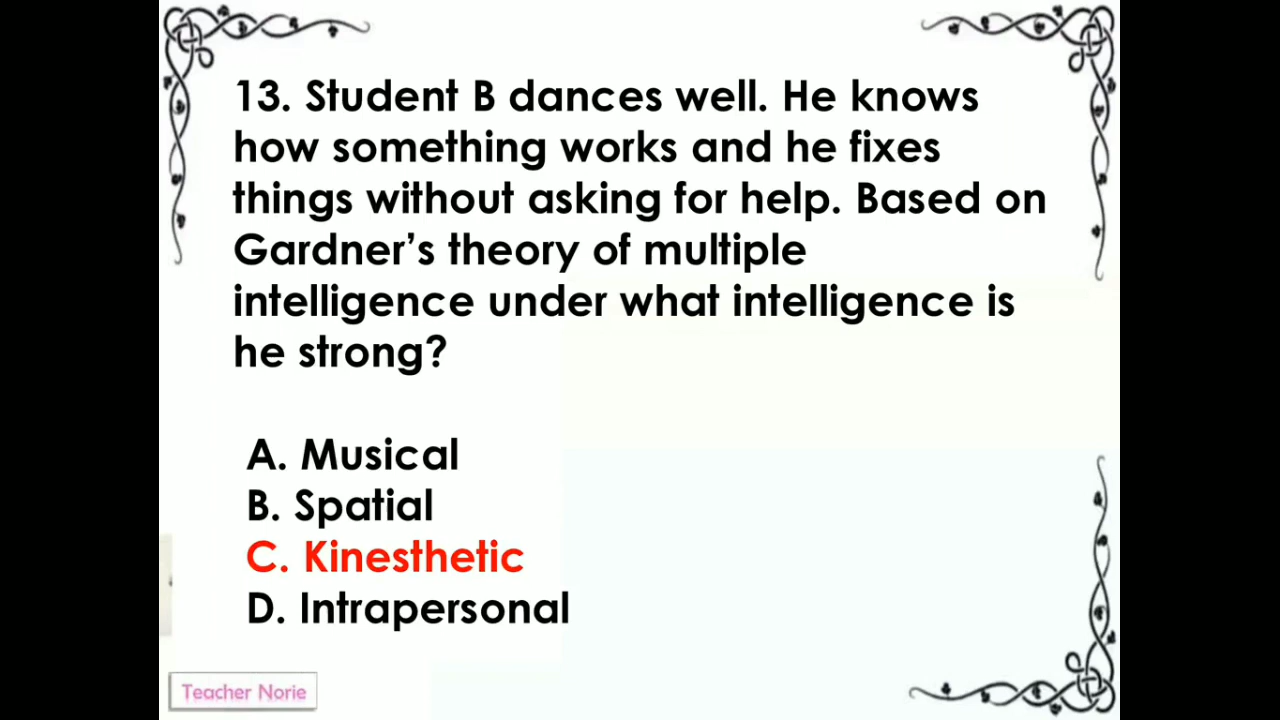 13. Student B dances well. He knows
how something works and he fixes
things without asking for help. Based on
Gardner’s theory of multiple
intelligence under what intelligence is
he strong?
A. Musical
B. Spatial
C. Kinesthetic
D. Intrapersonal
Teacher Norie